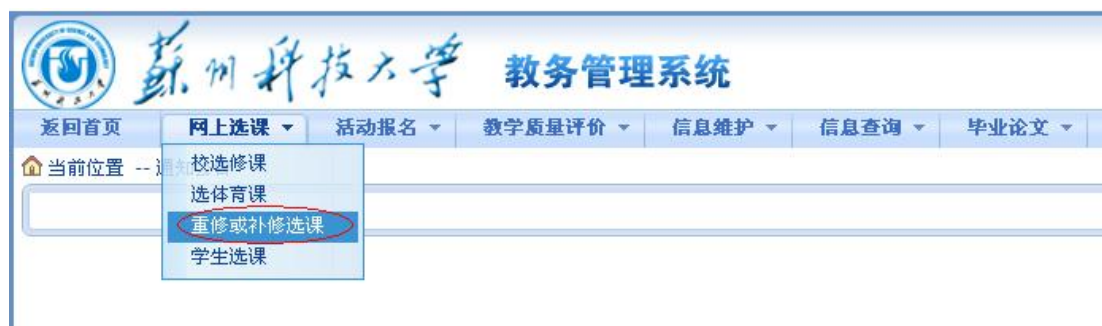 蘇州科技大学 教务管理系统
返回首页 网上选课 活动报名 教学质量评价 信息维护 信息查询 毕业论文
当前位置 -- 通知
校选修课
选体育课
重修或补修选课
学生选课